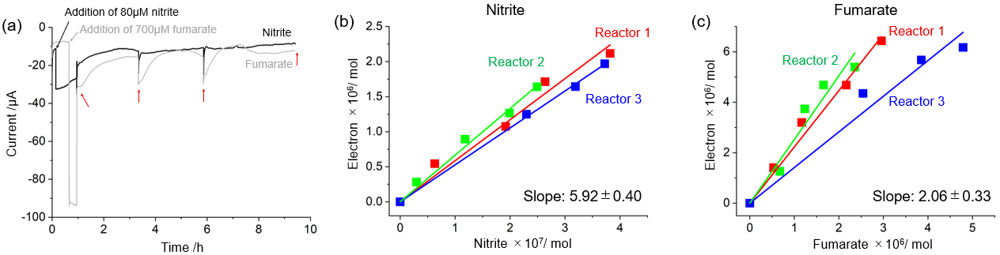 (a)
Addition of 80μM nitrite
Addition of 700μM fumarate
Nitrite
Fumarate
0
-20
-40
-60
-80
-100
Current /μA
0 2 4 6 8 10
Time /h
(b)
Nitrite
Reactor 1
Reactor 2
Reactor 3
2.5
2.0
1.5
1.0
0.5
0.0
Electron ×10⁶/ mol
Slope: 5.92±0.40
0 1 2 3 4
Nitrite ×10⁷/ mol
(c)
Fumarate
Reactor 1
Reactor 2
Reactor 3
6
4
2
0
Electron ×10⁶/ mol
Slope: 2.06±0.33
0 1 2 3 4 5
Fumarate ×10⁶/ mol